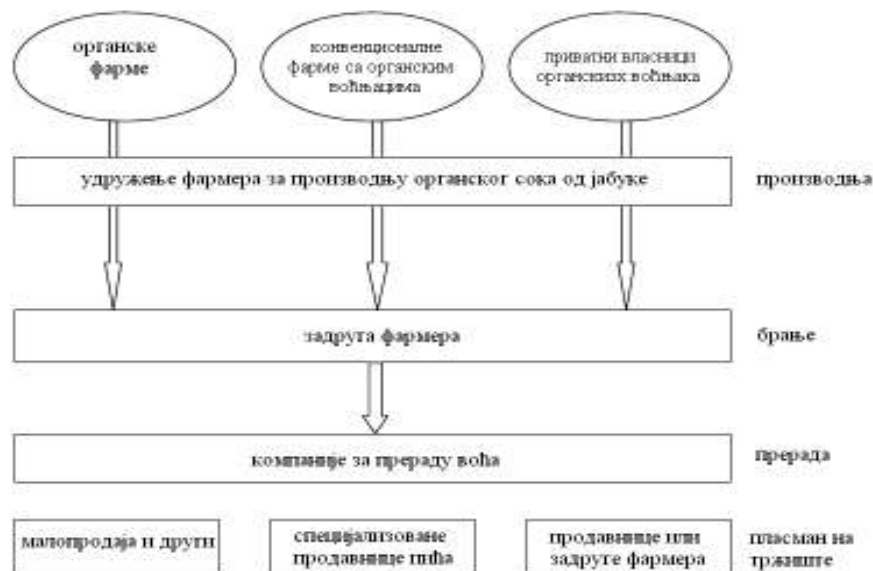 органске
фарме
конвенционалне
фарме са органским
воћњацима
приватни власници
органскизх воћњака
удружење фармера за производњу органског сока од јабуке
производња
задруга фармера
брање
компаније за прераду воћа
прерада
малопродаја и други
специјализоване
продавнице пића
продавнице или
задруге фармера
пласман на
тржиште